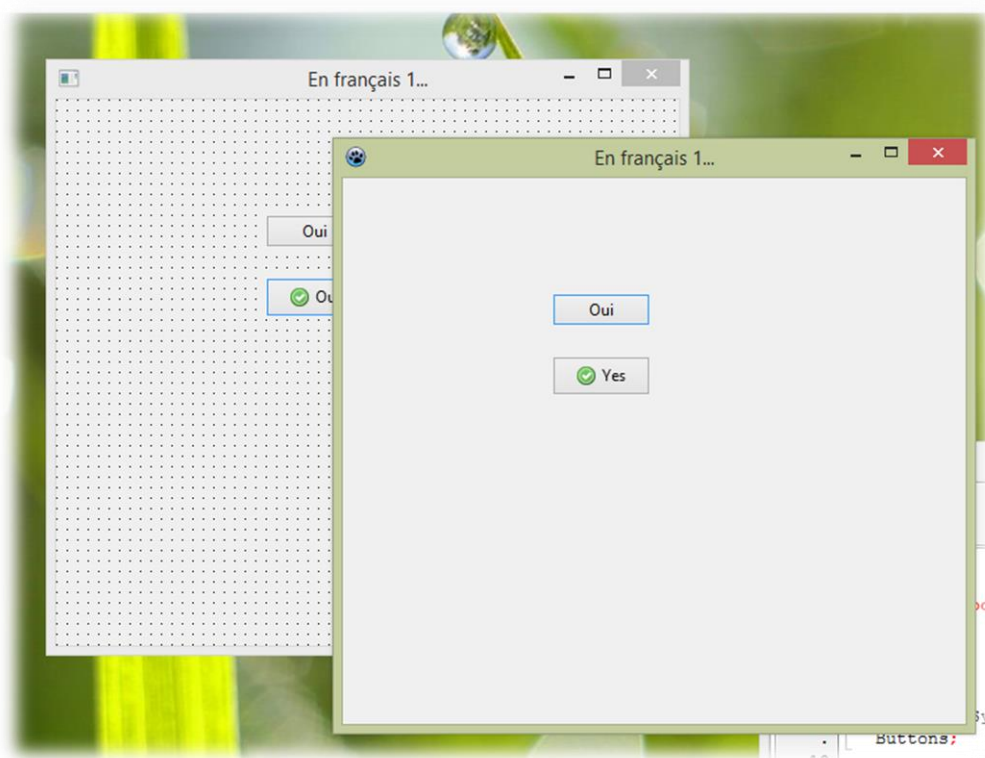 En français 1...
Oui
En français 1...
Oui
Yes
Buttons;